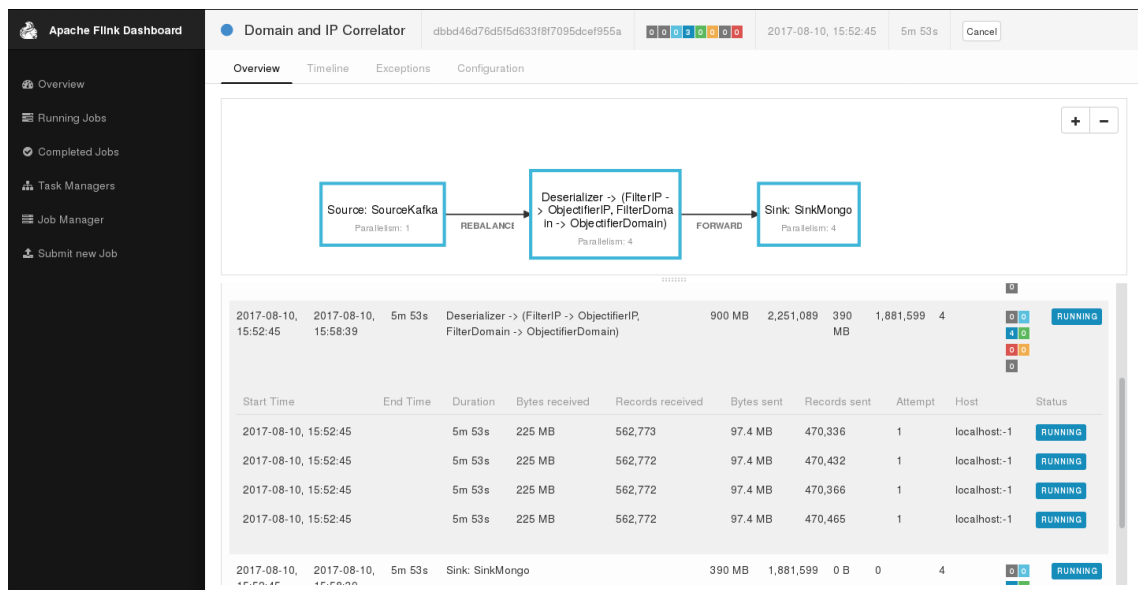 Apache Flink Dashboard
Overview
Running Jobs
Completed Jobs
Task Managers
Job Manager
Submit new Job
Domain and IP Correlator dbbd46d76d5f5d633f8f7095dcef955a 0 0 0 3 0 0 0 0 2017-08-10, 15:52:45 5m 53s Cancel
Overview Timeline Exceptions Configuration
+ −
Source: SourceKafka
Parallelism: 1
REBALANCE
Deserializer -> (FilterIP -
> ObjectifierIP, FilterDoma
in -> ObjectifierDomain)
Parallelism: 4
FORWARD
Sink: SinkMongo
Parallelism: 4
0
2017-08-10, 2017-08-10, 5m 53s Deserializer -> (FilterIP -> ObjectifierIP, 900 MB 2,251,089 390 1,881,599 4 0 0 RUNNING
15:52:45 15:58:39 FilterDomain -> ObjectifierDomain) MB 4 0
0 0
0
Start Time End Time Duration Bytes received Records received Bytes sent Records sent Attempt Host Status
2017-08-10, 15:52:45 5m 53s 225 MB 562,773 97.4 MB 470,336 1 localhost:-1 RUNNING
2017-08-10, 15:52:45 5m 53s 225 MB 562,772 97.4 MB 470,432 1 localhost:-1 RUNNING
2017-08-10, 15:52:45 5m 53s 225 MB 562,772 97.4 MB 470,366 1 localhost:-1 RUNNING
2017-08-10, 15:52:45 5m 53s 225 MB 562,772 97.4 MB 470,465 1 localhost:-1 RUNNING
2017-08-10, 2017-08-10, 5m 53s Sink: SinkMongo 390 MB 1,881,599 0 B 0 4 0 0 RUNNING
15:52:45 15:58:39